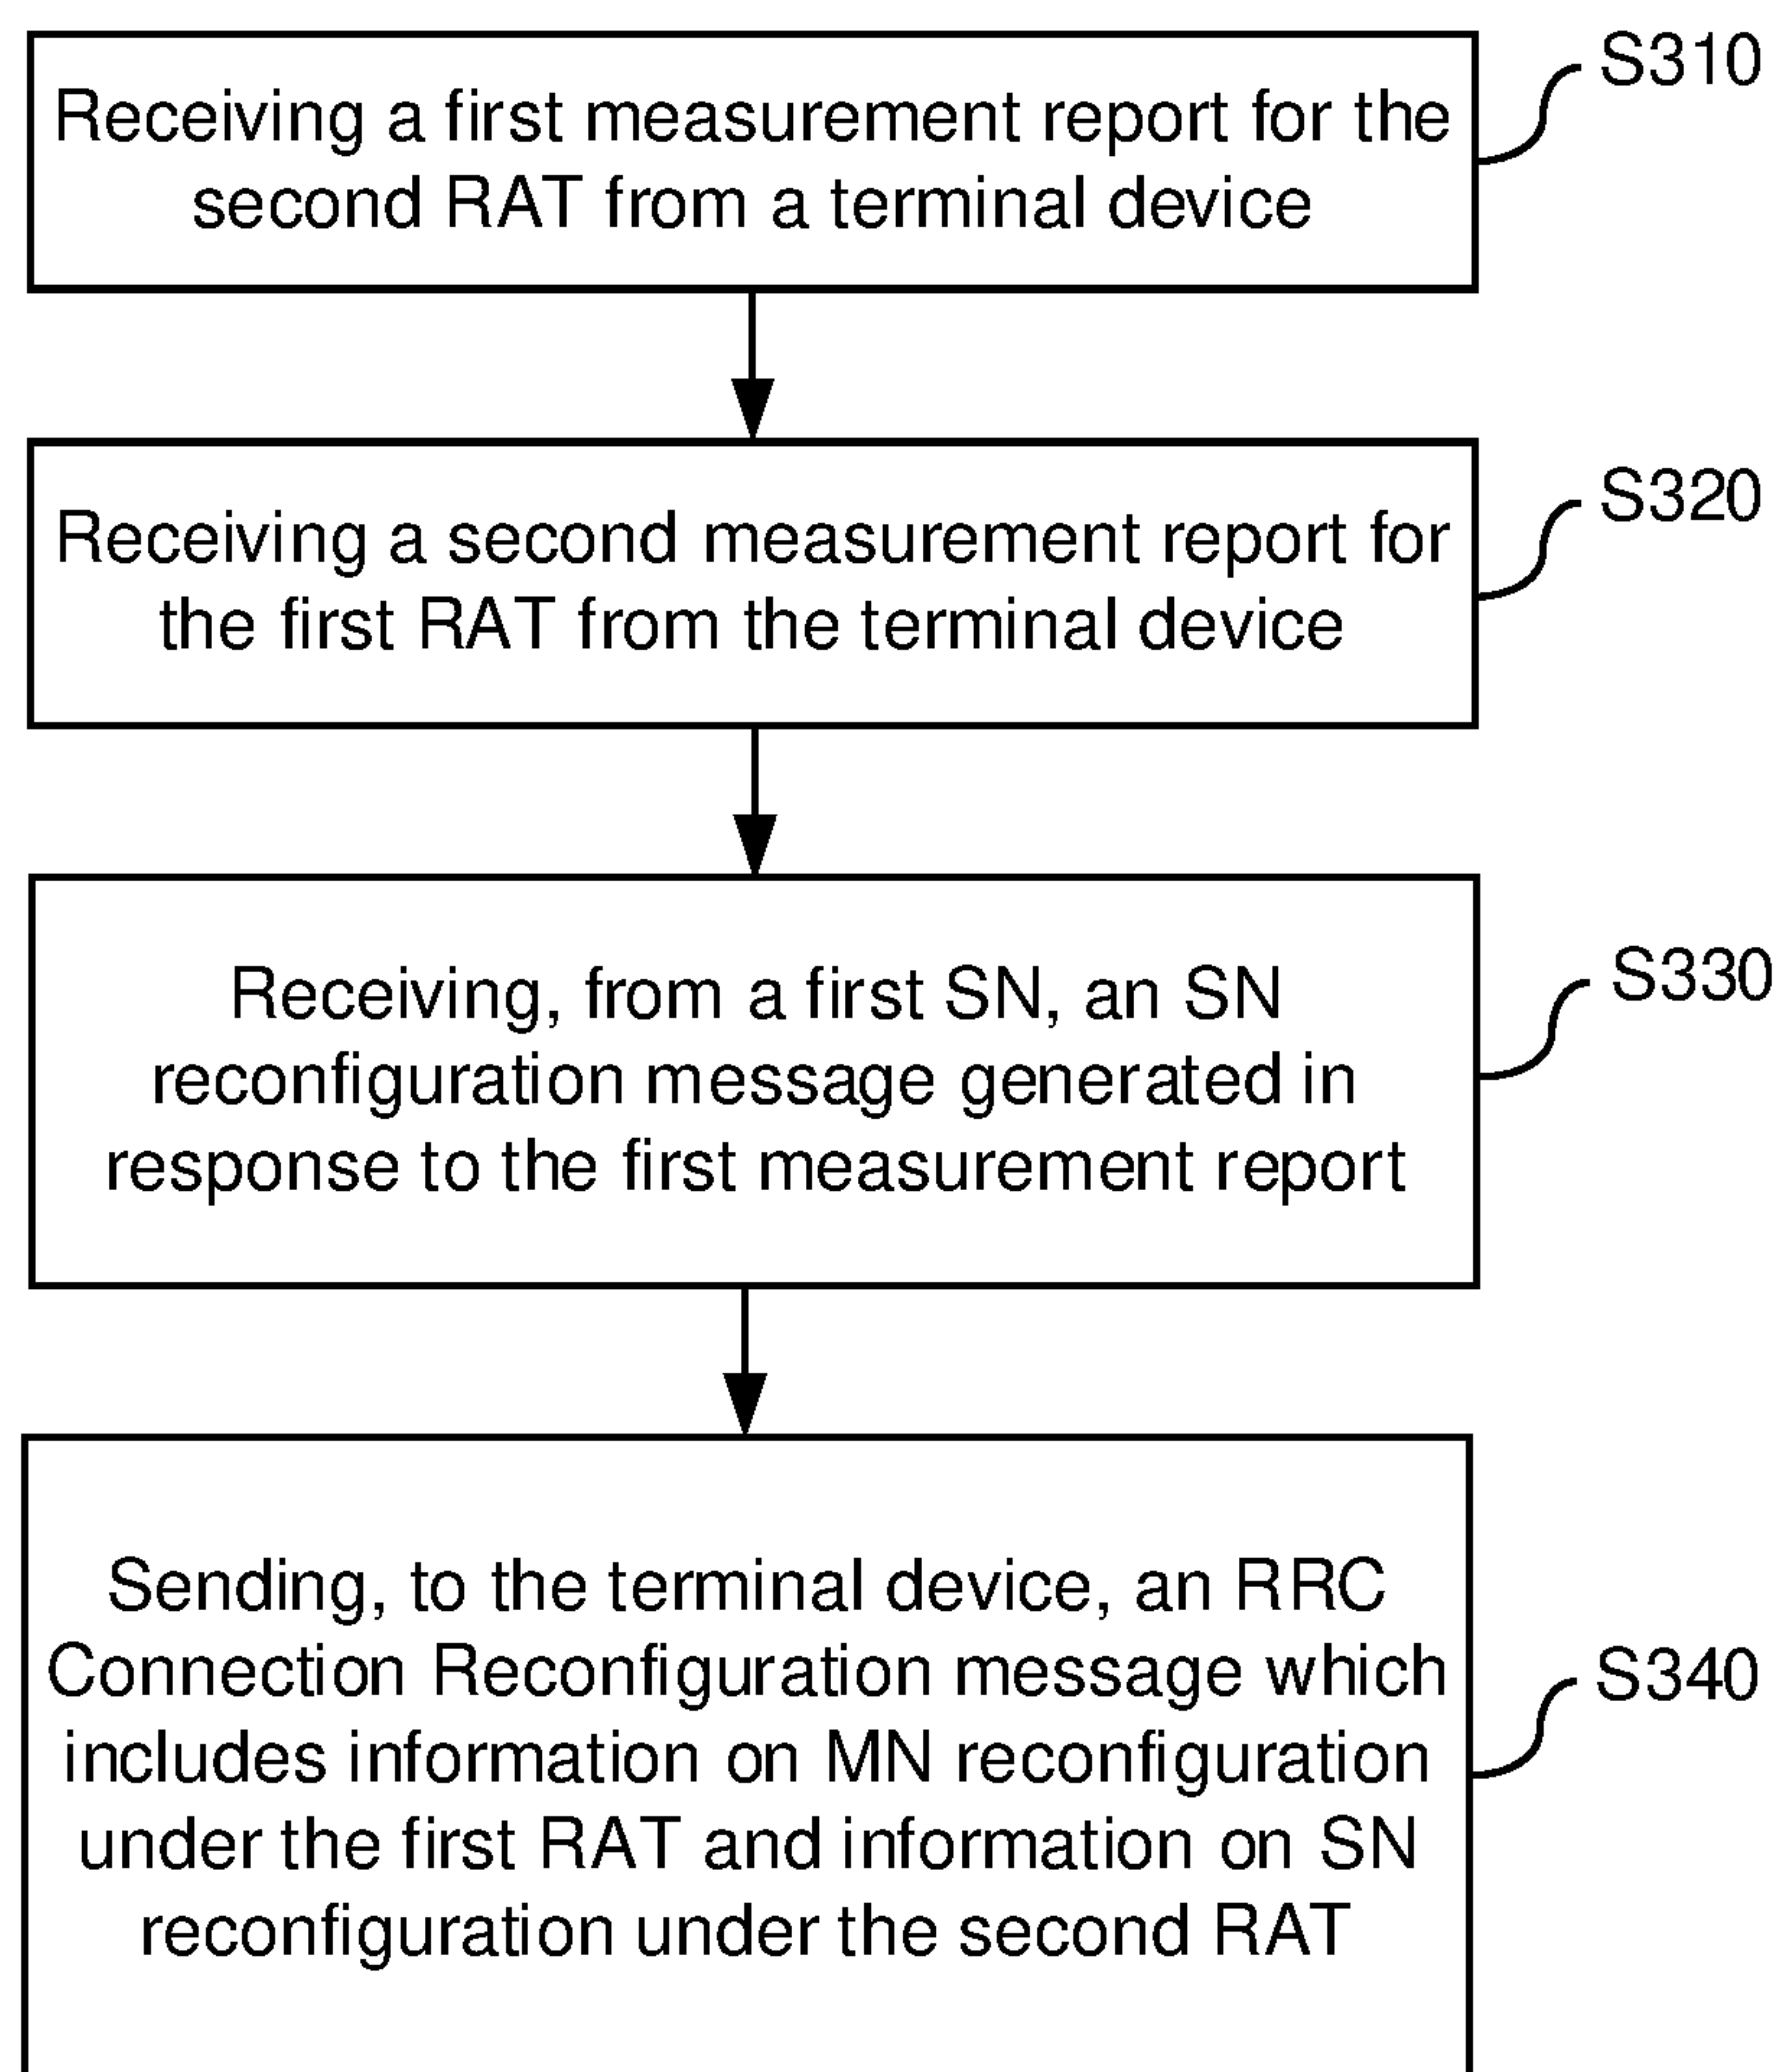 Receiving a first measurement report for the
second RAT from a terminal device
S310
Receiving a second measurement report for
the first RAT from the terminal device
S320
Receiving, from a first SN, an SN
reconfiguration message generated in
response to the first measurement report
S330
Sending, to the terminal device, an RRC
Connection Reconfiguration message which
includes information on MN reconfiguration
under the first RAT and information on SN
reconfiguration under the second RAT
S340